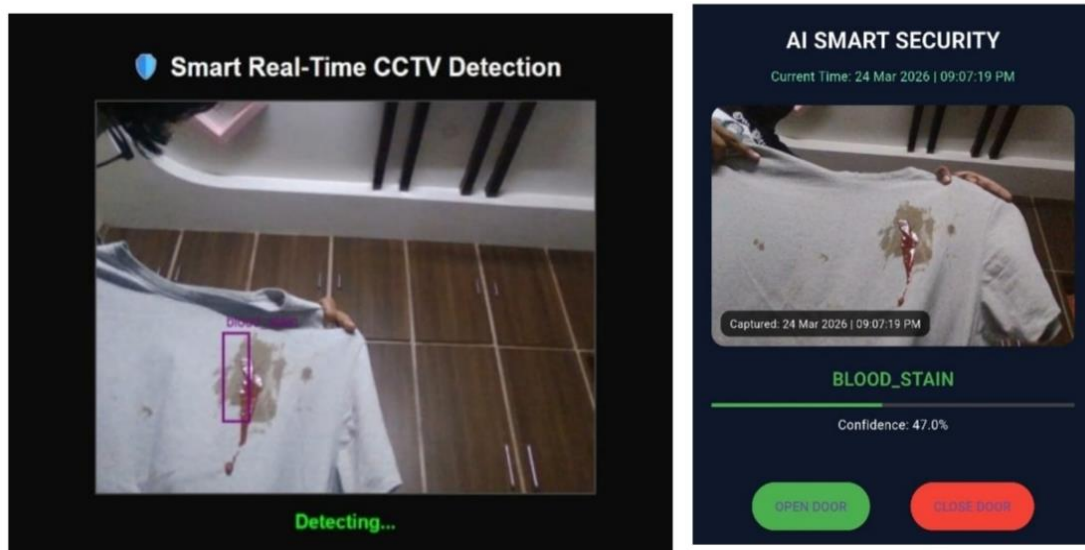 Smart Real-Time CCTV Detection
blood_stain
Detecting...
AI SMART SECURITY
Current Time: 24 Mar 2026 | 09:07:19 PM
Captured: 24 Mar 2026 | 09:07:19 PM
BLOOD_STAIN
Confidence: 47.0%
OPEN DOOR
CLOSE DOOR